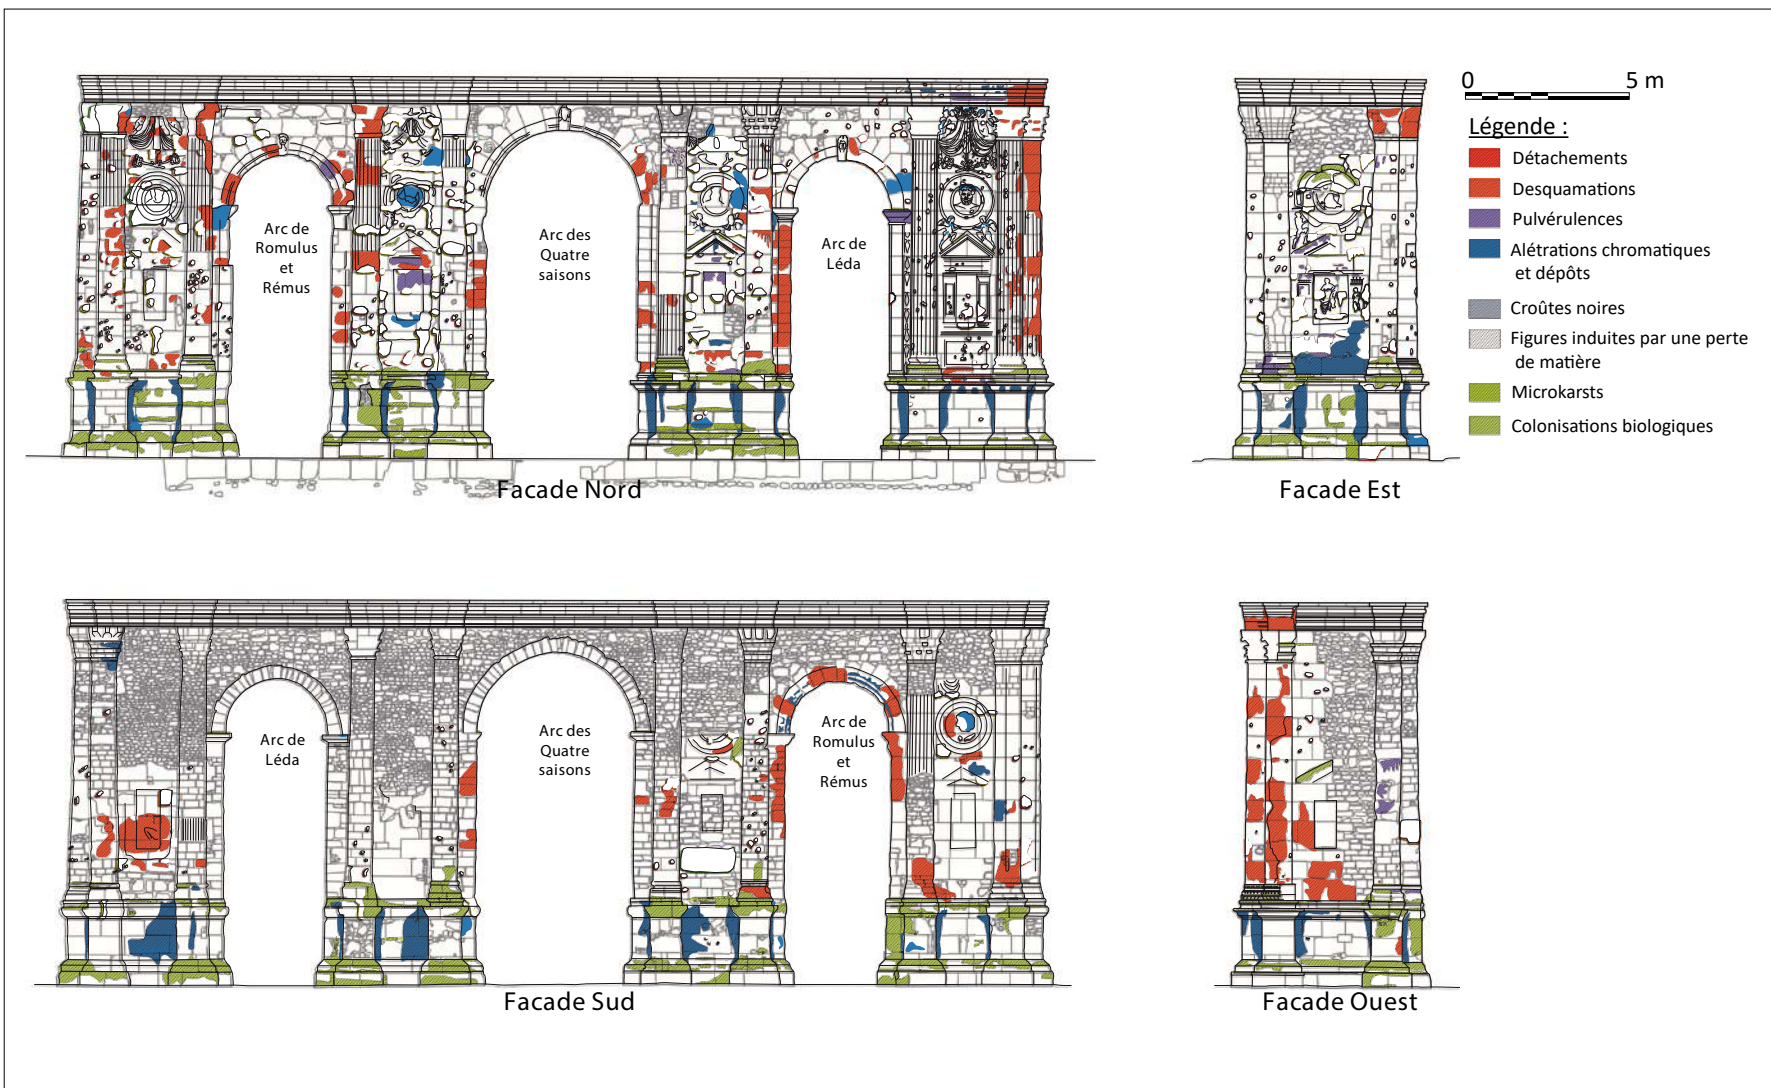 0 5 m
Légende :
Détachements
Desquamations
Pulvérulences
Alétrations chromatiques
et dépôts
Croûtes noires
Figures induites par une perte
de matière
Microkarsts
Colonisations biologiques
Arc de
Romulus
et
Rémus
Arc des
Quatre
saisons
Arc de
Léda
Facade Nord
Facade Est
Arc de
Léda
Arc des
Quatre
saisons
Arc de
Romulus
et
Rémus
Facade Sud
Facade Ouest